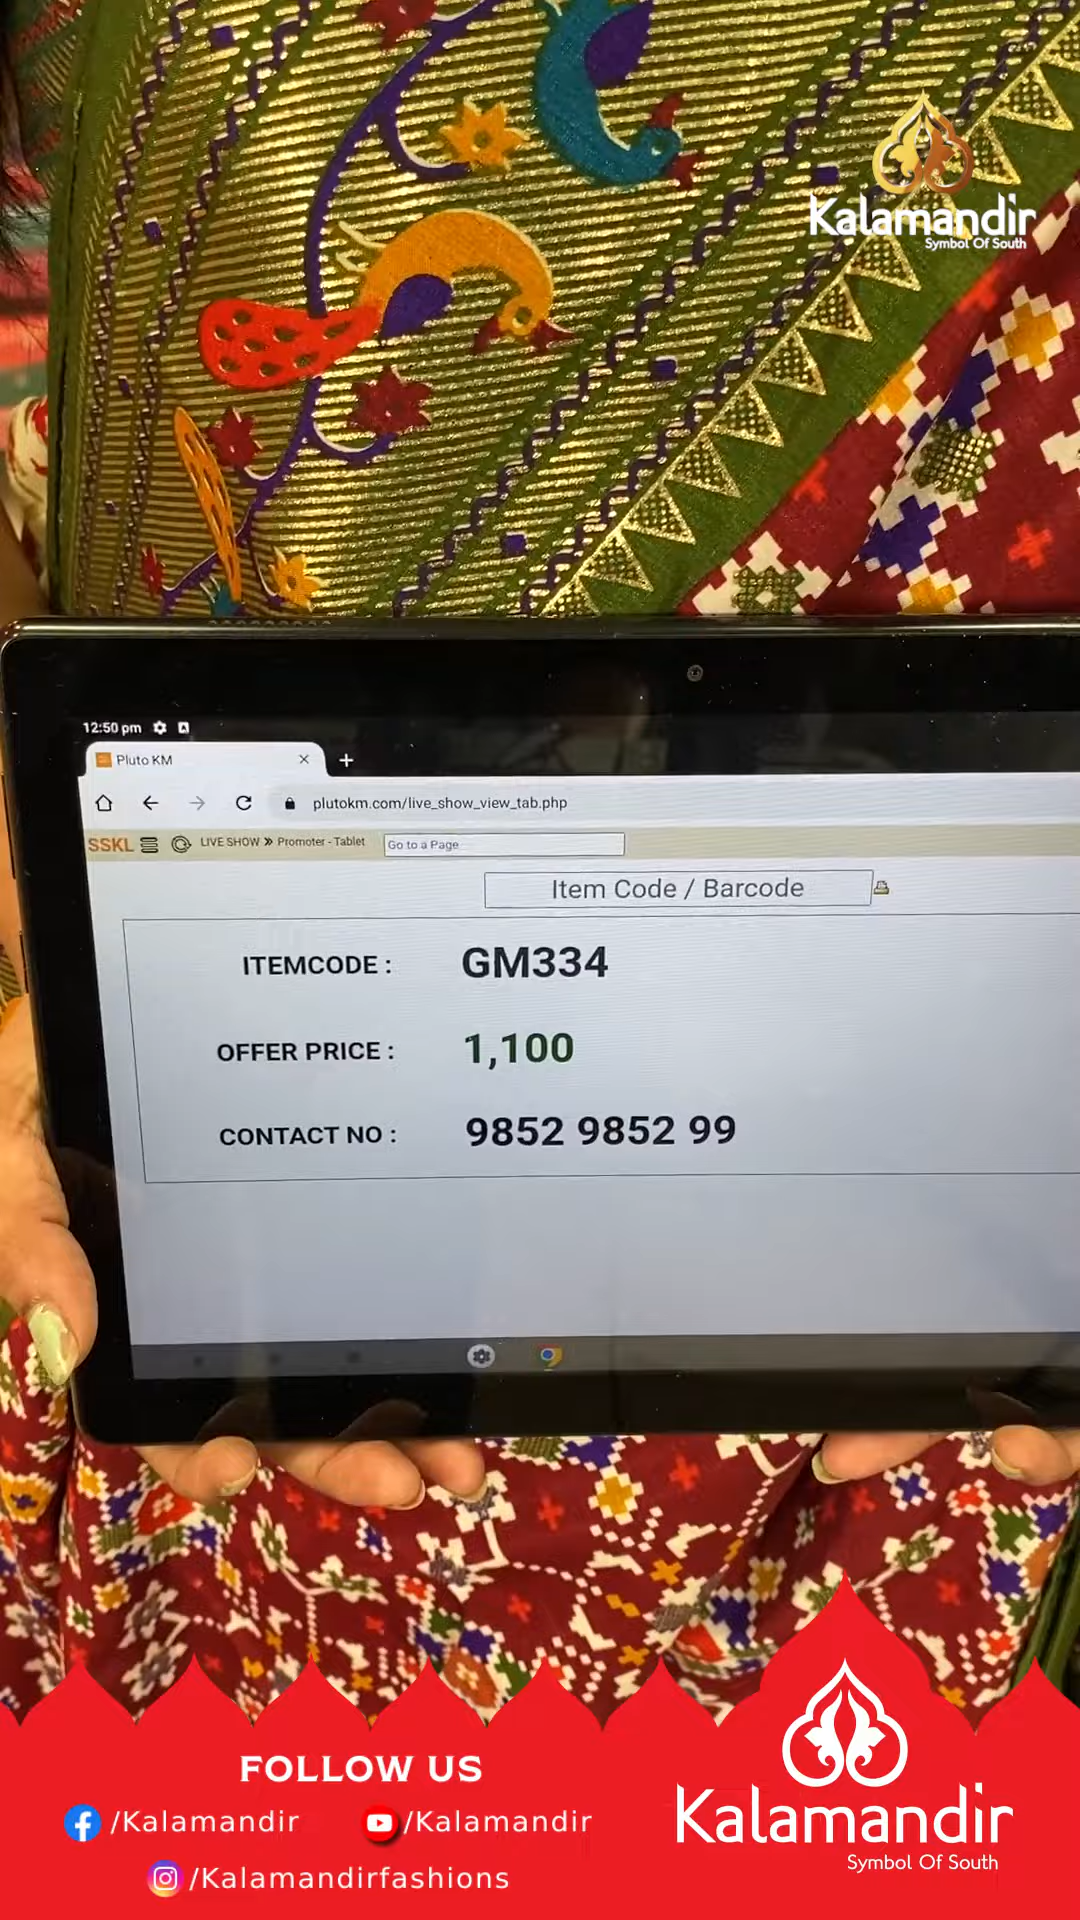 Kalamandir
Symbol Of South
12:50 pm
Pluto KM
plutokm.com/live_show_view_tab.php
SSKL LIVE SHOW » Promoter - Tablet Go to a Page
Item Code / Barcode
ITEMCODE : GM334
OFFER PRICE : 1,100
CONTACT NO : 9852 9852 99
FOLLOW US
/Kalamandir /Kalamandir
/Kalamandirfashions
Kalamandir
Symbol Of South